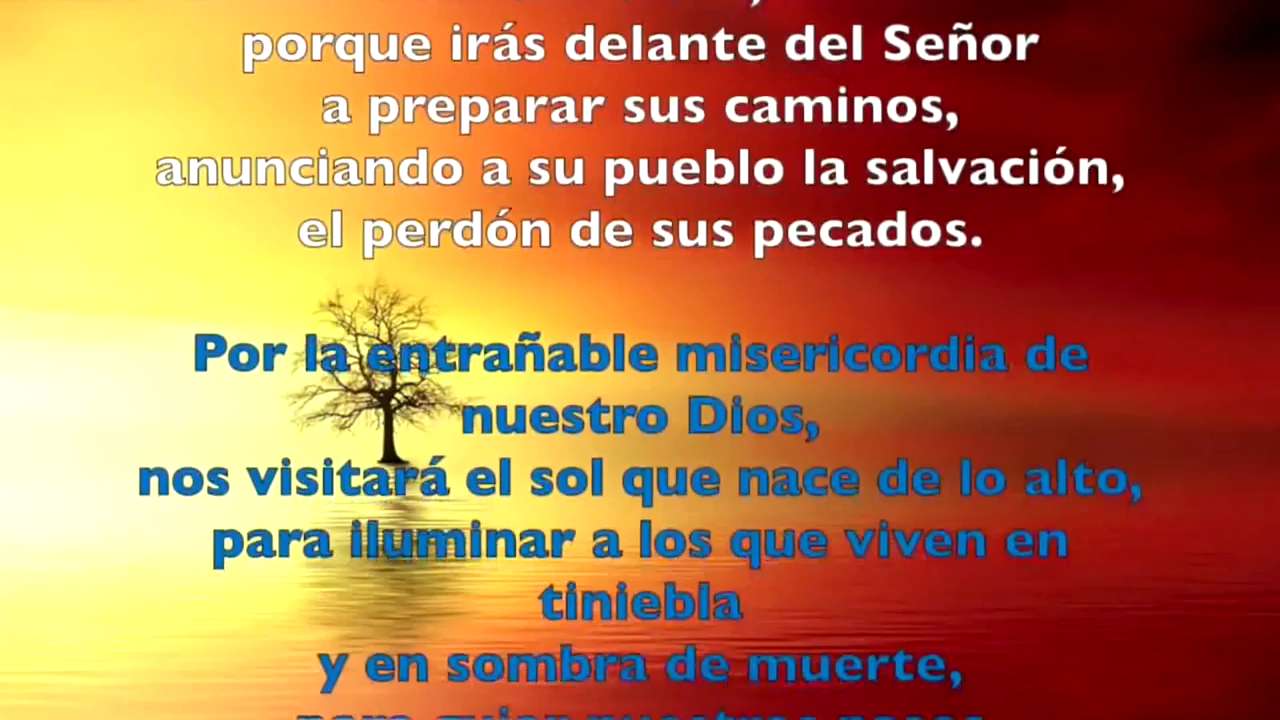 porque irás delante del Señor
a preparar sus caminos,
anunciando a su pueblo la salvación,
el perdón de sus pecados.
Por la entrañable misericordia de
nuestro Dios,
nos visitará el sol que nace de lo alto,
para iluminar a los que viven en
tiniebla
y en sombra de muerte,